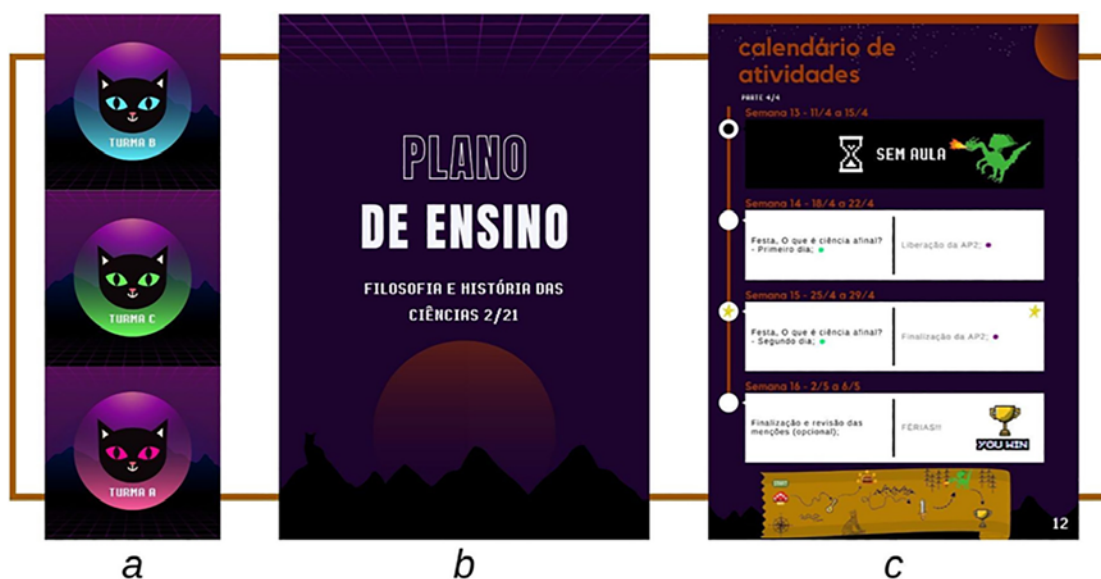 TURMA B
TURMA C
TURMA A
a
PLANO
DE ENSINO
FILOSOFIA E HISTÓRIA DAS
CIÊNCIAS 2/21
b
calendário de
atividades
PARTE 4/4
Semana 13 - 11/4 a 15/4
SEM AULA
Semana 14 - 18/4 a 22/4
Festa, O que é ciência afinal?
- Primeiro dia;
Liberação da AP2;
Semana 15 - 25/4 a 29/4
Festa, O que é ciência afinal?
- Segundo dia;
Finalização da AP2;
Semana 16 - 2/5 a 6/5
Finalização e revisão das
menções (opcional);
FÉRIAS!!
YOU WIN
START
12
c